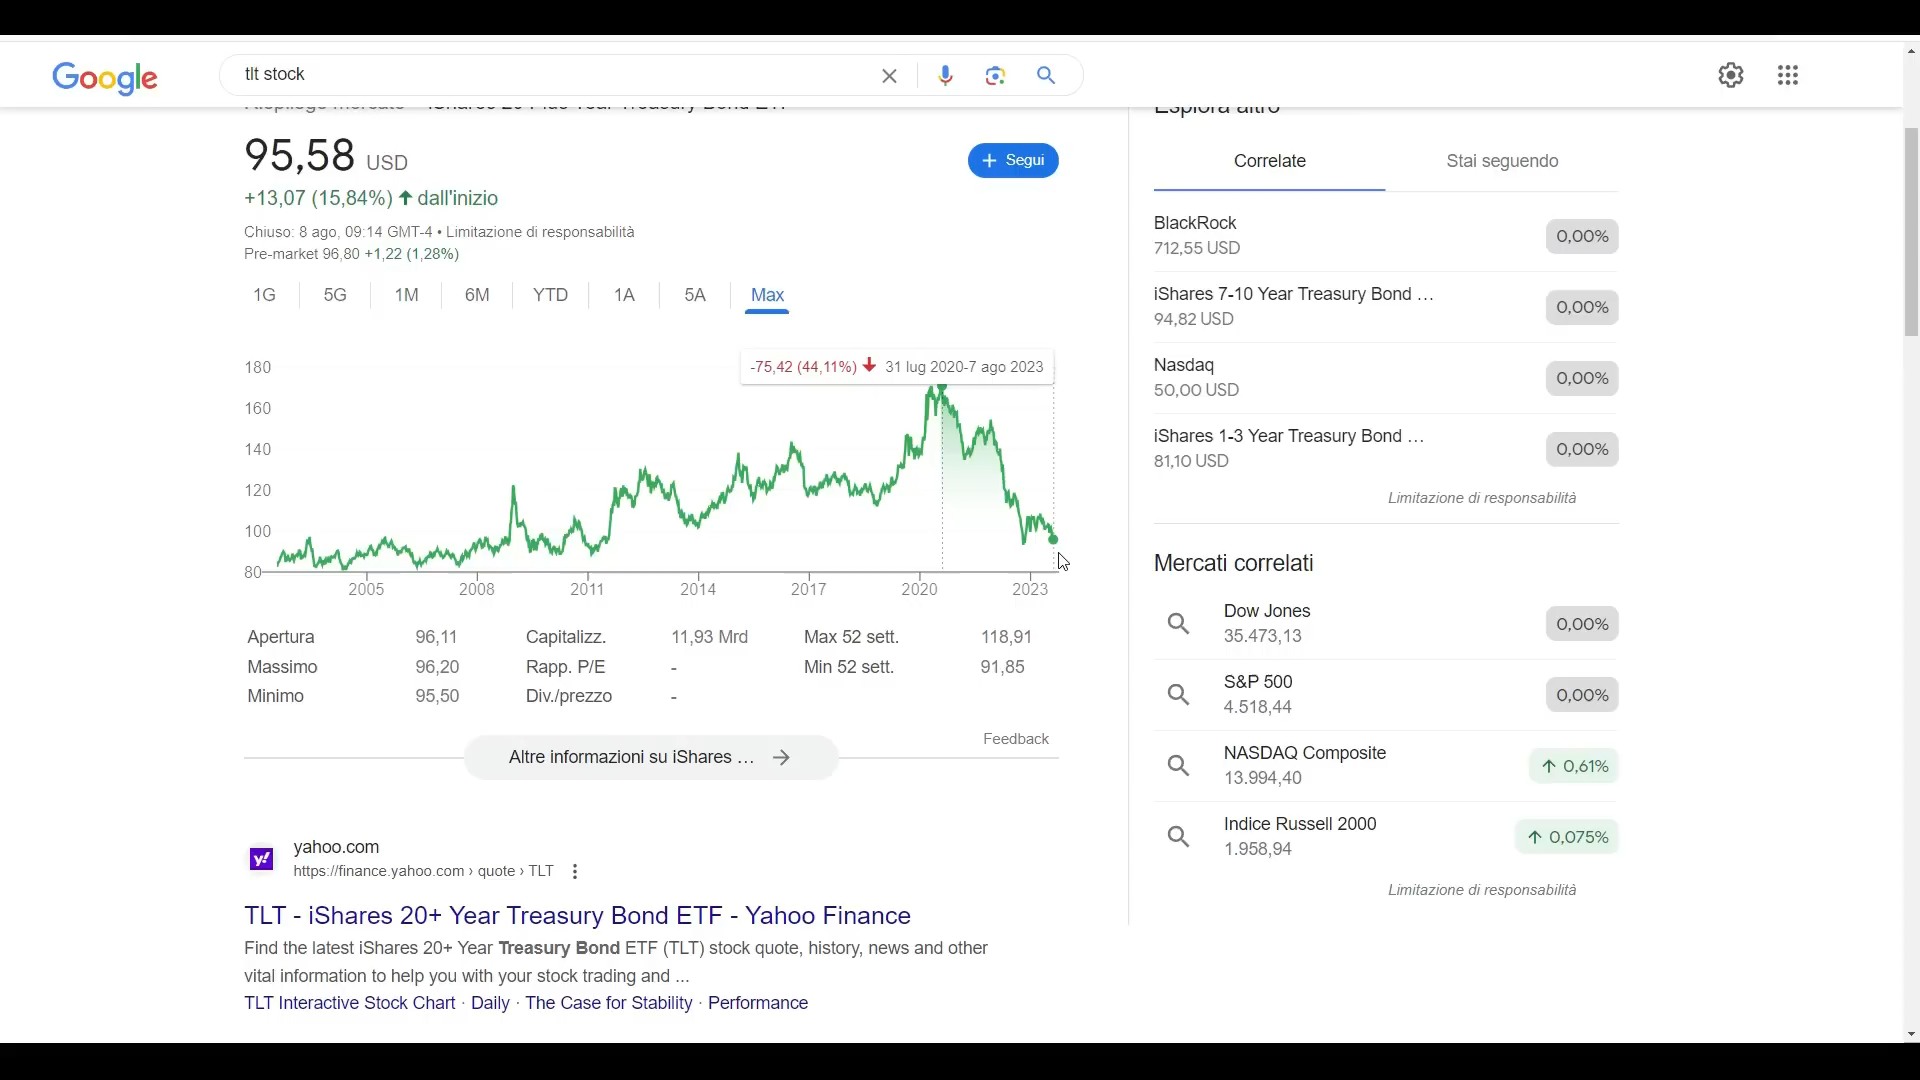 Google
tlt stock
Riepilogo mercato > iShares 20 Plus Year Treasury Bond ETF
95,58 USD
Segui
+13,07 (15,84%) dall'inizio
Chiuso: 8 ago, 09:14 GMT-4 • Limitazione di responsabilità
Pre-market 96,80 +1,22 (1,28%)
1G 5G 1M 6M YTD 1A 5A Max
-75,42 (44,11%) 31 lug 2020-7 ago 2023
180
160
140
120
100
80
2005 2008 2011 2014 2017 2020 2023
Apertura 96,11 Capitalizz. 11,93 Mrd Max 52 sett. 118,91
Massimo 96,20 Rapp. P/E - Min 52 sett. 91,85
Minimo 95,50 Div./prezzo -
Feedback
Altre informazioni su iShares ...
yahoo.com
https://finance.yahoo.com › quote › TLT
TLT - iShares 20+ Year Treasury Bond ETF - Yahoo Finance
Find the latest iShares 20+ Year Treasury Bond ETF (TLT) stock quote, history, news and other
vital information to help you with your stock trading and ...
TLT Interactive Stock Chart · Daily · The Case for Stability · Performance
Esplora altro
Correlate Stai seguendo
BlackRock
712,55 USD
0,00%
iShares 7-10 Year Treasury Bond ...
94,82 USD
0,00%
Nasdaq
50,00 USD
0,00%
iShares 1-3 Year Treasury Bond ...
81,10 USD
0,00%
Limitazione di responsabilità
Mercati correlati
Dow Jones
35.473,13
0,00%
S&P 500
4.518,44
0,00%
NASDAQ Composite
13.994,40
0,61%
Indice Russell 2000
1.958,94
0,075%
Limitazione di responsabilità